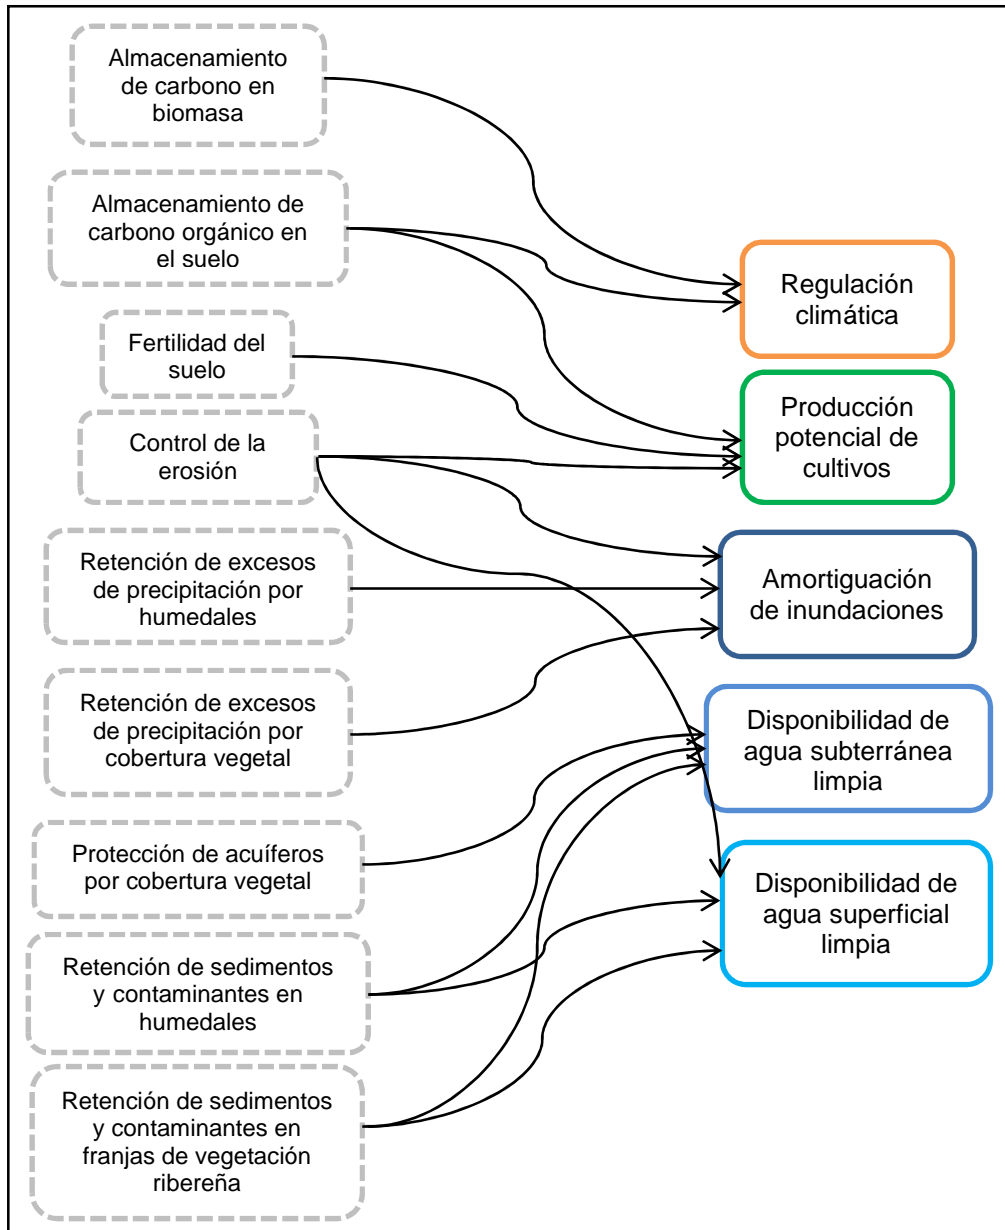 Almacenamiento
de carbono en
biomasa
Almacenamiento de
carbono orgánico en
el suelo
Fertilidad del
suelo
Control de la
erosión
Retención de excesos
de precipitación por
humedales
Retención de excesos
de precipitación por
cobertura vegetal
Protección de acuíferos
por cobertura vegetal
Retención de sedimentos
y contaminantes en
humedales
Retención de sedimentos
y contaminantes en
franjas de vegetación
ribereña
Regulación
climática
Producción
potencial de
cultivos
Amortiguación
de inundaciones
Disponibilidad de
agua subterránea
limpia
Disponibilidad de
agua superficial
limpia